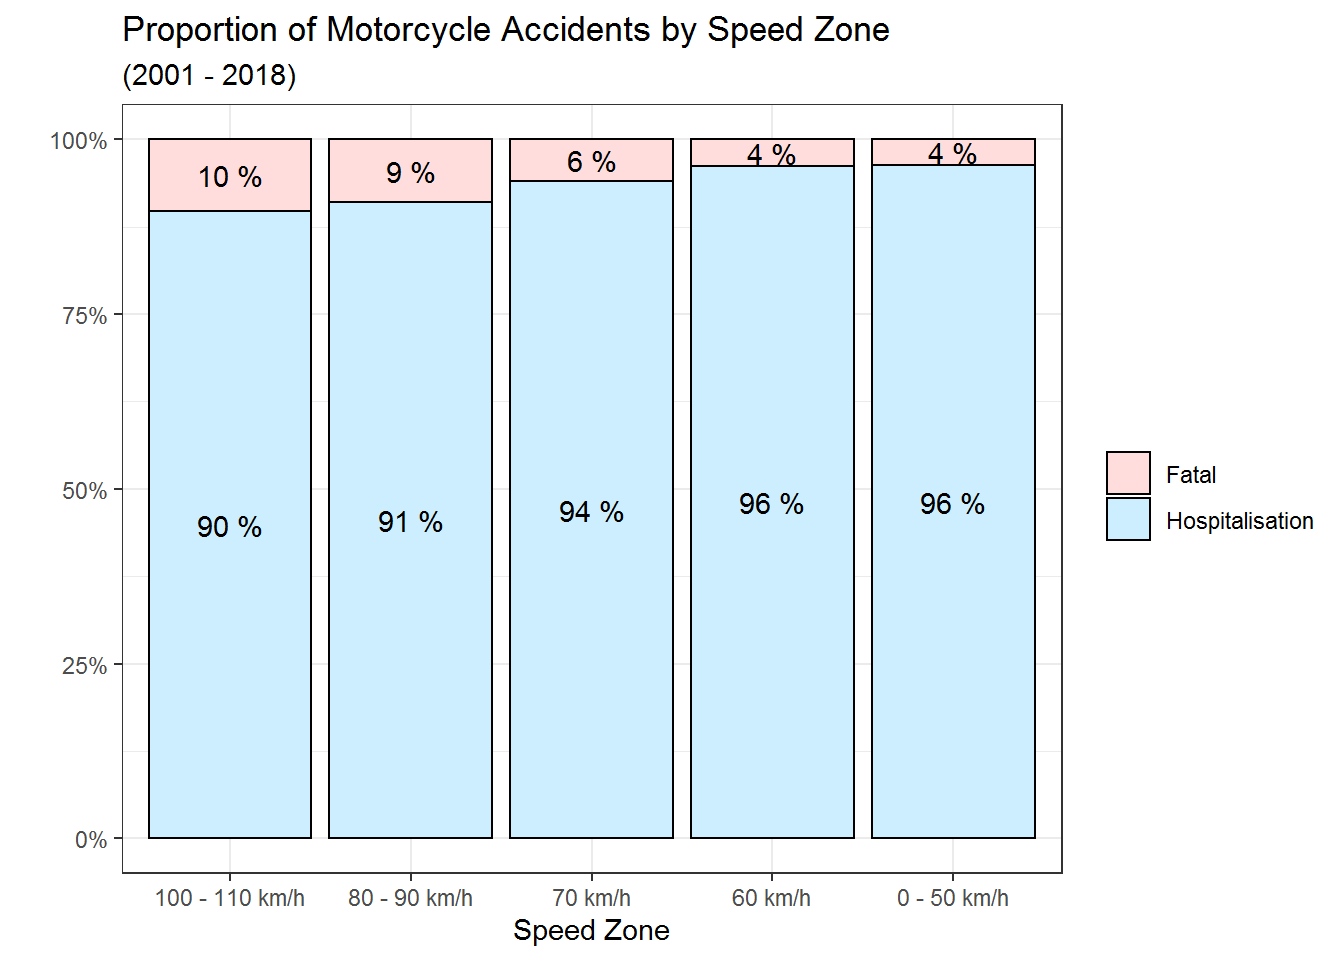 Proportion of Motorcycle Accidents by Speed Zone
(2001 - 2018)
100%
75%
50%
25%
0%
10 %
9 %
6 %
4 %
4 %
90 %
91 %
94 %
96 %
96 %
Fatal
Hospitalisation
100 - 110 km/h
80 - 90 km/h
70 km/h
60 km/h
0 - 50 km/h
Speed Zone